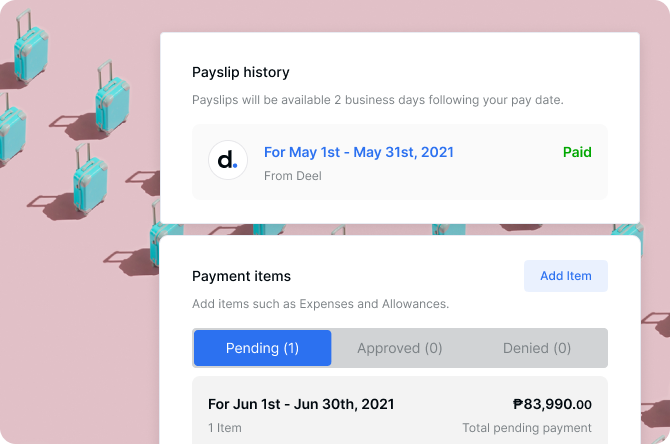 Payslip history
Payslips will be available 2 business days following your pay date.
d.
For May 1st - May 31st, 2021
Paid
From Deel
Payment items
Add Item
Add items such as Expenses and Allowances.
Pending (1)
Approved (0)
Denied (0)
For Jun 1st - Jun 30th, 2021
₱83,990.00
1 Item
Total pending payment